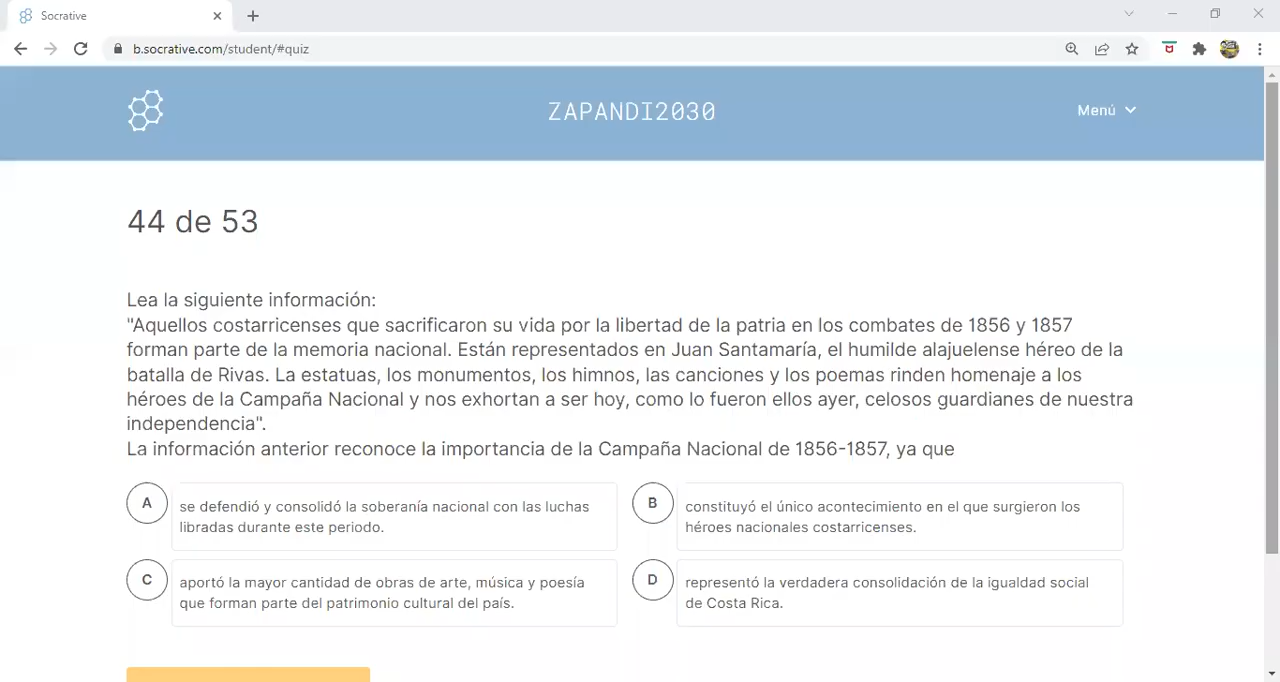 Socrative
b.socrative.com/student/#quiz
ZAPANDI2030
Menú
44 de 53
Lea la siguiente información:
"Aquellos costarricenses que sacrificaron su vida por la libertad de la patria en los combates de 1856 y 1857
forman parte de la memoria nacional. Están representados en Juan Santamaría, el humilde alajuelense héreo de la
batalla de Rivas. La estatuas, los monumentos, los himnos, las canciones y los poemas rinden homenaje a los
héroes de la Campaña Nacional y nos exhortan a ser hoy, como lo fueron ellos ayer, celosos guardianes de nuestra
independencia".
La información anterior reconoce la importancia de la Campaña Nacional de 1856-1857, ya que
A
se defendió y consolidó la soberanía nacional con las luchas
libradas durante este periodo.
B
constituyó el único acontecimiento en el que surgieron los
héroes nacionales costarricenses.
C
aportó la mayor cantidad de obras de arte, música y poesía
que forman parte del patrimonio cultural del país.
D
representó la verdadera consolidación de la igualdad social
de Costa Rica.